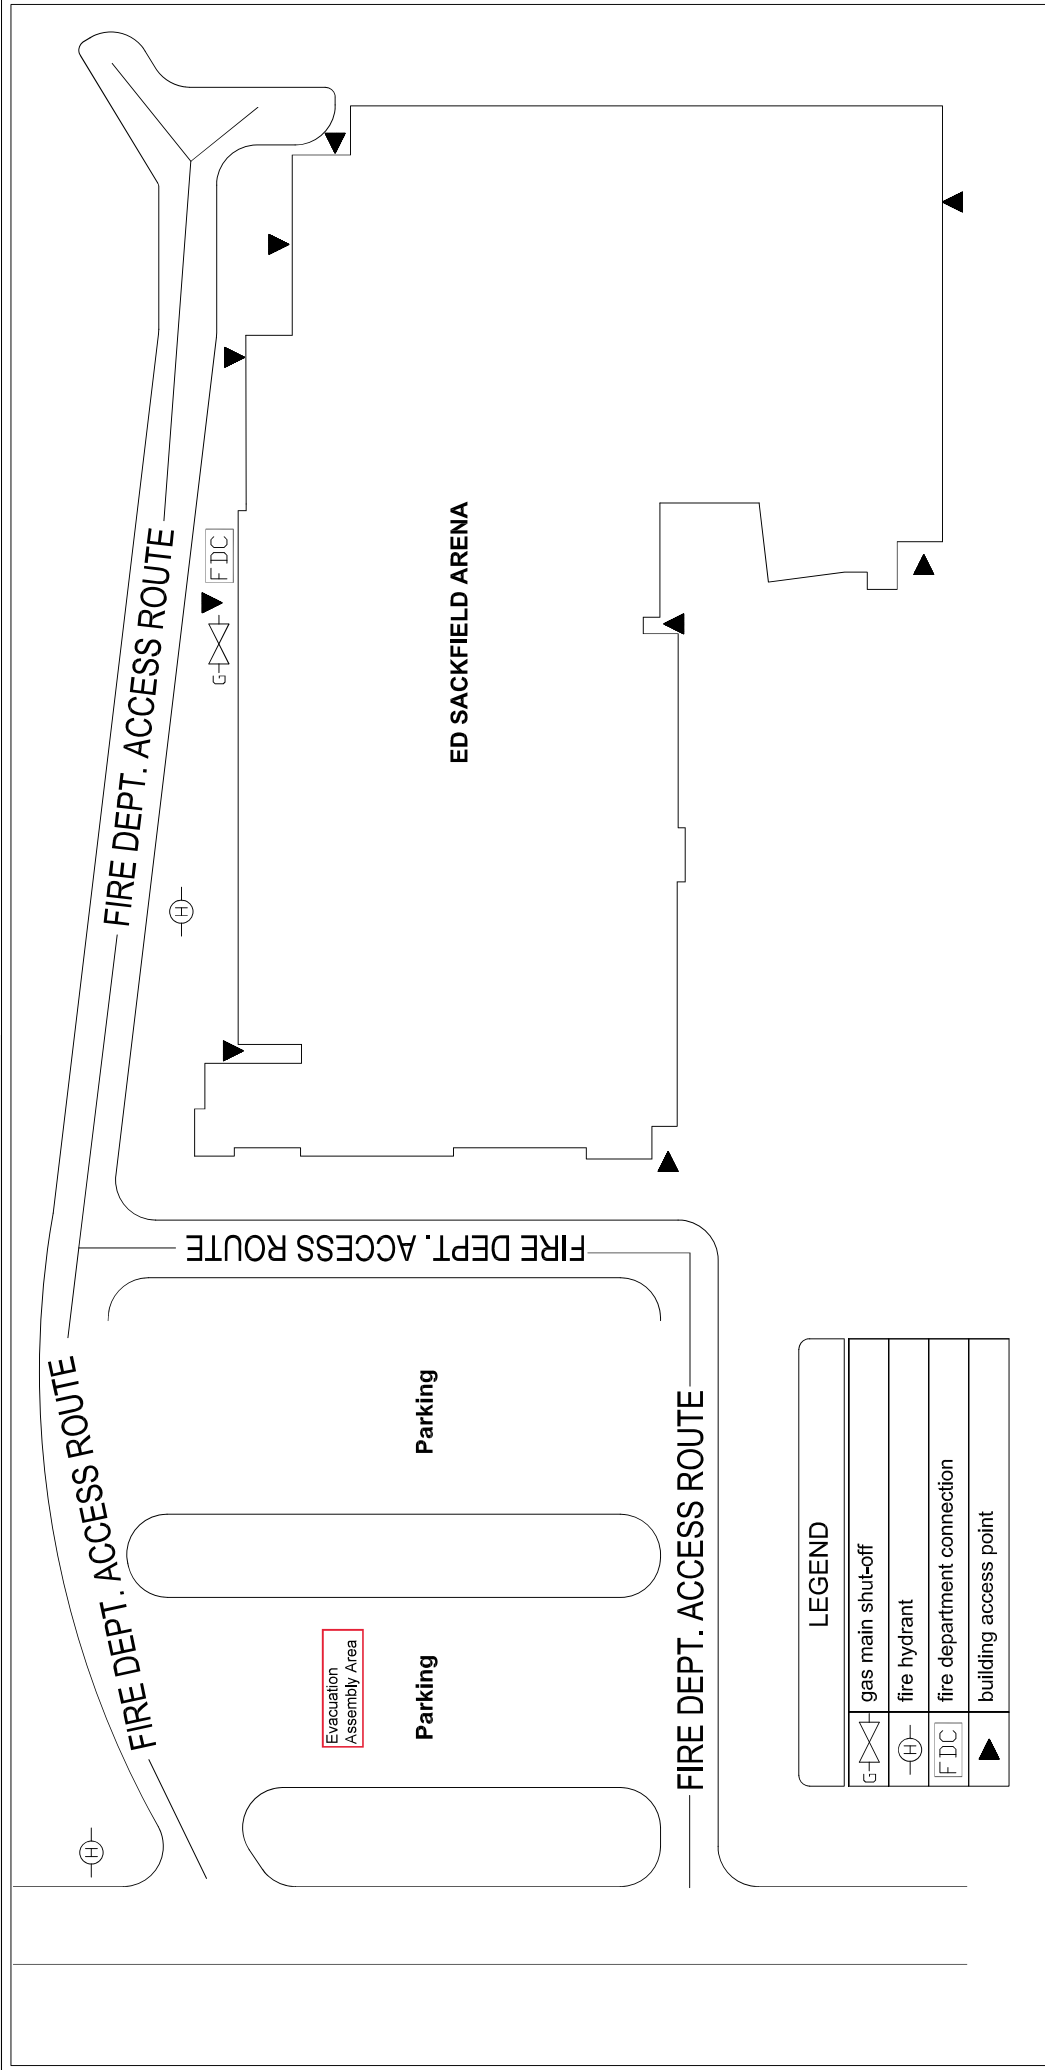 FIRE DEPT. ACCESS ROUTE
G
FDC
H
ED SACKFIELD ARENA
FIRE DEPT. ACCESS ROUTE
FIRE DEPT. ACCESS ROUTE
Parking
FIRE DEPT. ACCESS ROUTE
Evacuation
Assembly Area
Parking
H
LEGEND
G gas main shut-off
H fire hydrant
FDC fire department connection
building access point